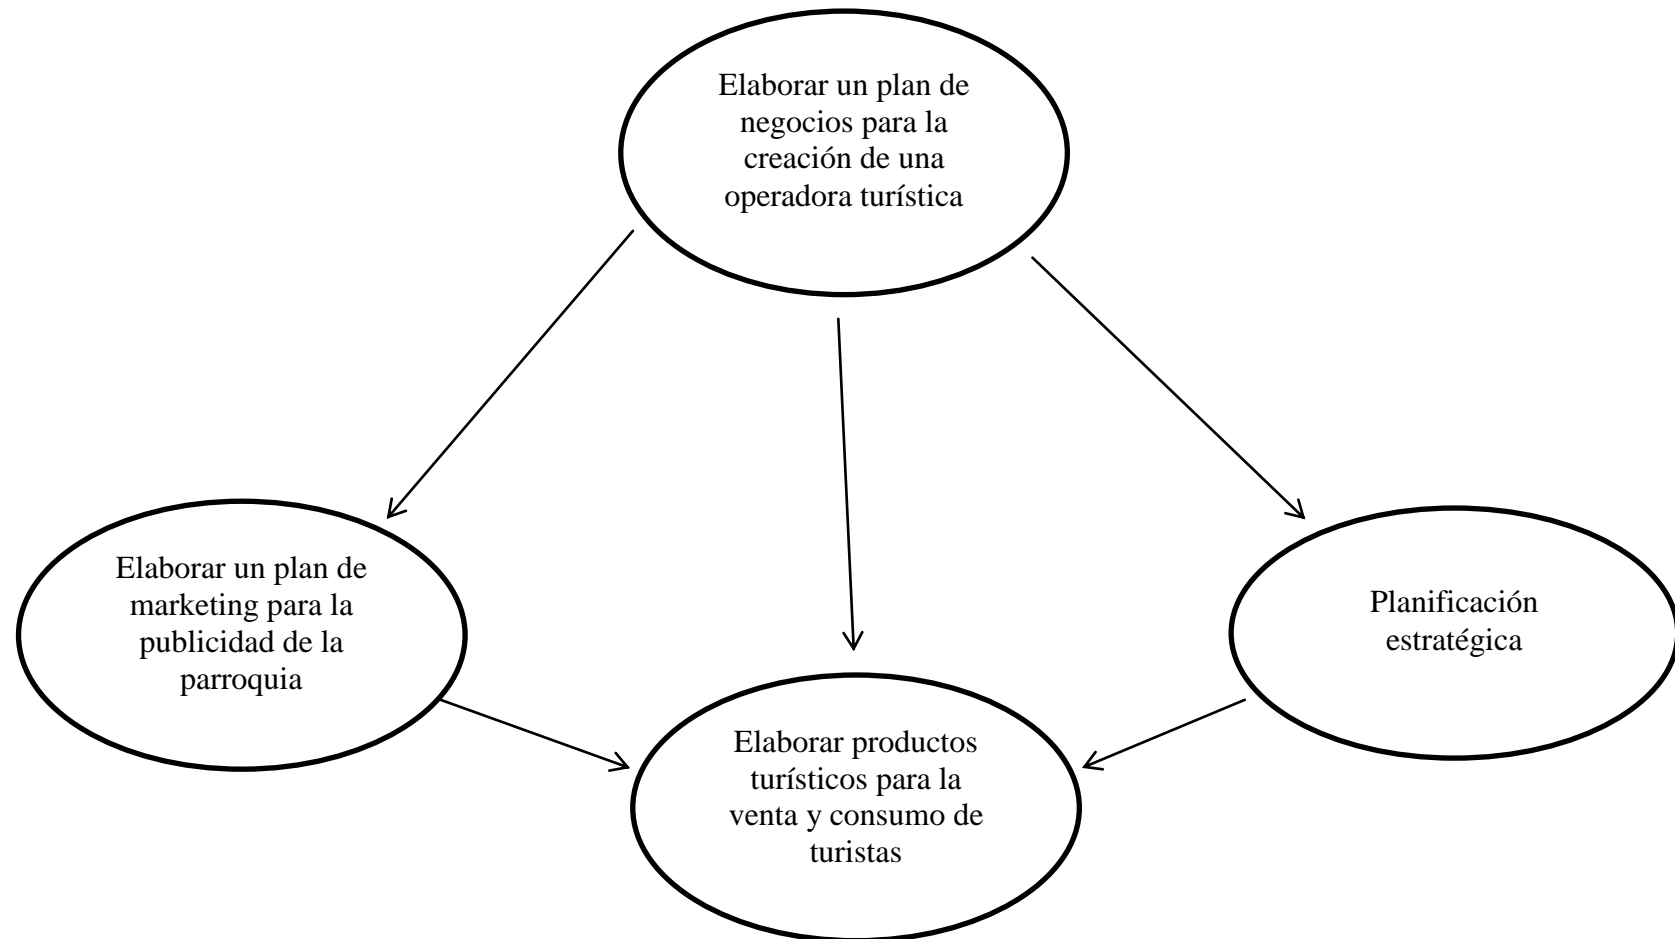 Elaborar un plan de
negocios para la
creación de una
operadora turística
Elaborar un plan de
marketing para la
publicidad de la
parroquia
Planificación
estratégica
Elaborar productos
turísticos para la
venta y consumo de
turistas